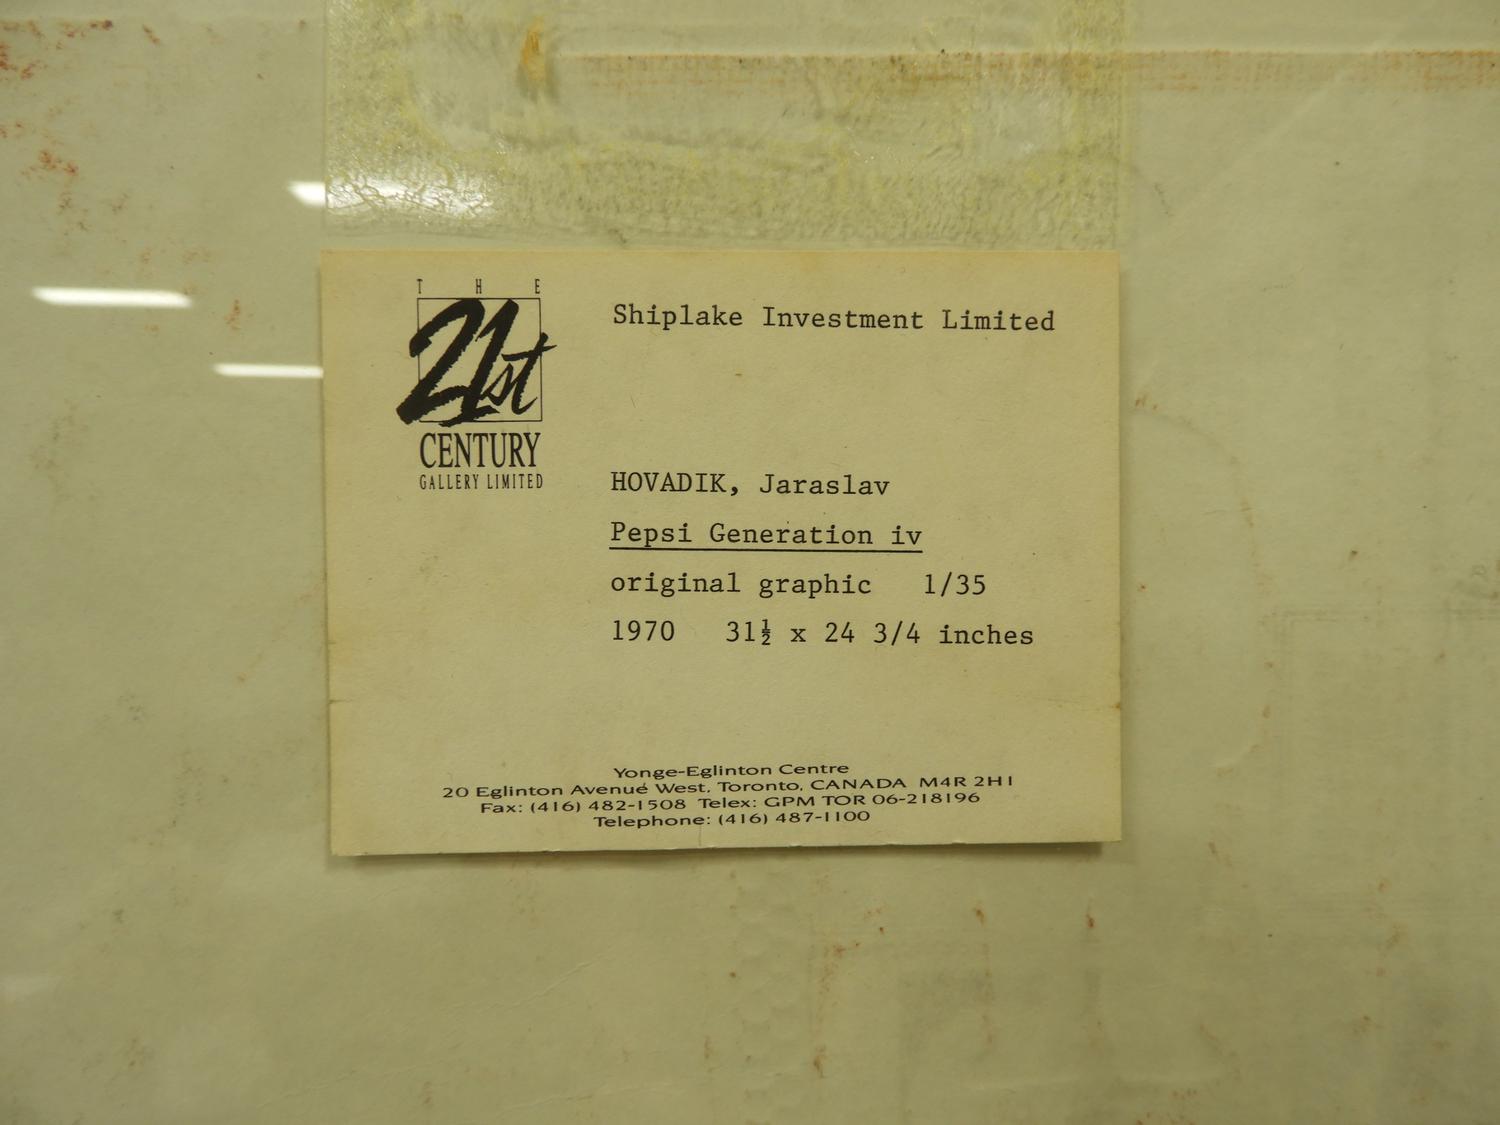 THE
21st
CENTURY
GALLERY LIMITED
Shiplake Investment Limited
HOVADIK, Jaraslav
Pepsi Generation iv
original graphic 1/35
1970 31½ x 24 3/4 inches
Yonge-Eglinton Centre
20 Eglinton Avenue West, Toronto, CANADA M4R 2H1
Fax: (416) 482-1508 Telex: GPM TOR 06-218196
Telephone: (416) 487-1100